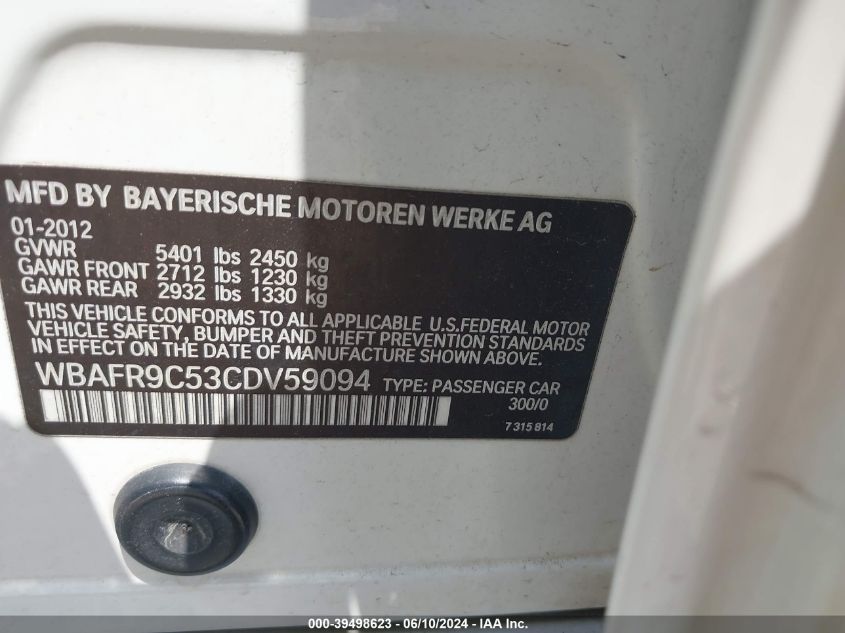 MFD BY BAYERISCHE MOTOREN WERKE AG
01-2012
GVWR 5401 lbs 2450 kg
GAWR FRONT 2712 lbs 1230 kg
GAWR REAR 2932 lbs 1330 kg
THIS VEHICLE CONFORMS TO ALL APPLICABLE U.S.FEDERAL MOTOR
VEHICLE SAFETY, BUMPER AND THEFT PREVENTION STANDARDS
IN EFFECT ON THE DATE OF MANUFACTURE SHOWN ABOVE.
WBAFR9C53CDV59094 TYPE: PASSENGER CAR
300/0
7 315 814
000-39498623 - 06/10/2024 - IAA Inc.